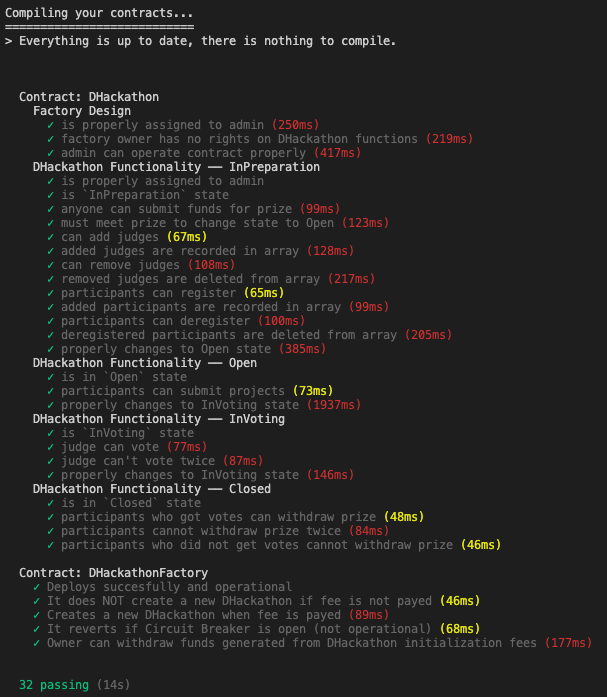 Compiling your contracts...
===========================
> Everything is up to date, there is nothing to compile.
Contract: DHackathon
Factory Design
✓ is properly assigned to admin (250ms)
✓ factory owner has no rights on DHackathon functions (219ms)
✓ admin can operate contract properly (417ms)
DHackathon Functionality —— InPreparation
✓ is properly assigned to admin
✓ is `InPreparation` state
✓ anyone can submit funds for prize (99ms)
✓ must meet prize to change state to Open (123ms)
✓ can add judges (67ms)
✓ added judges are recorded in array (128ms)
✓ can remove judges (108ms)
✓ removed judges are deleted from array (217ms)
✓ participants can register (65ms)
✓ added participants are recorded in array (99ms)
✓ participants can deregister (100ms)
✓ deregistered participants are deleted from array (205ms)
✓ properly changes to Open state (385ms)
DHackathon Functionality —— Open
✓ is in `Open` state
✓ participants can submit projects (73ms)
✓ properly changes to InVoting state (1937ms)
DHackathon Functionality —— InVoting
✓ is `InVoting` state
✓ judge can vote (77ms)
✓ judge can't vote twice (87ms)
✓ properly changes to InVoting state (146ms)
DHackathon Functionality —— Closed
✓ is in `Closed` state
✓ participants who got votes can withdraw prize (48ms)
✓ participants cannot withdraw prize twice (84ms)
✓ participants who did not get votes cannot withdraw prize (46ms)
Contract: DHackathonFactory
✓ Deploys succesfully and operational
✓ It does NOT create a new DHackathon if fee is not payed (46ms)
✓ Creates a new DHackathon when fee is payed (89ms)
✓ It reverts if Circuit Breaker is open (not operational) (68ms)
✓ Owner can withdraw funds generated from DHackathon initialization fees (177ms)
32 passing (14s)